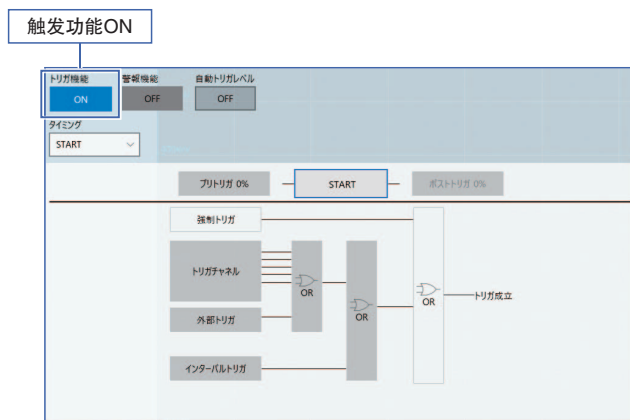 触发功能ON
トリガ機能 警報機能 自動トリガレベル
ON OFF OFF
タイミング
START
プリトリガ 0% START ポストトリガ 0%
強制トリガ
トリガチャネル
OR
OR
OR
トリガ成立
外部トリガ
インターバルトリガ